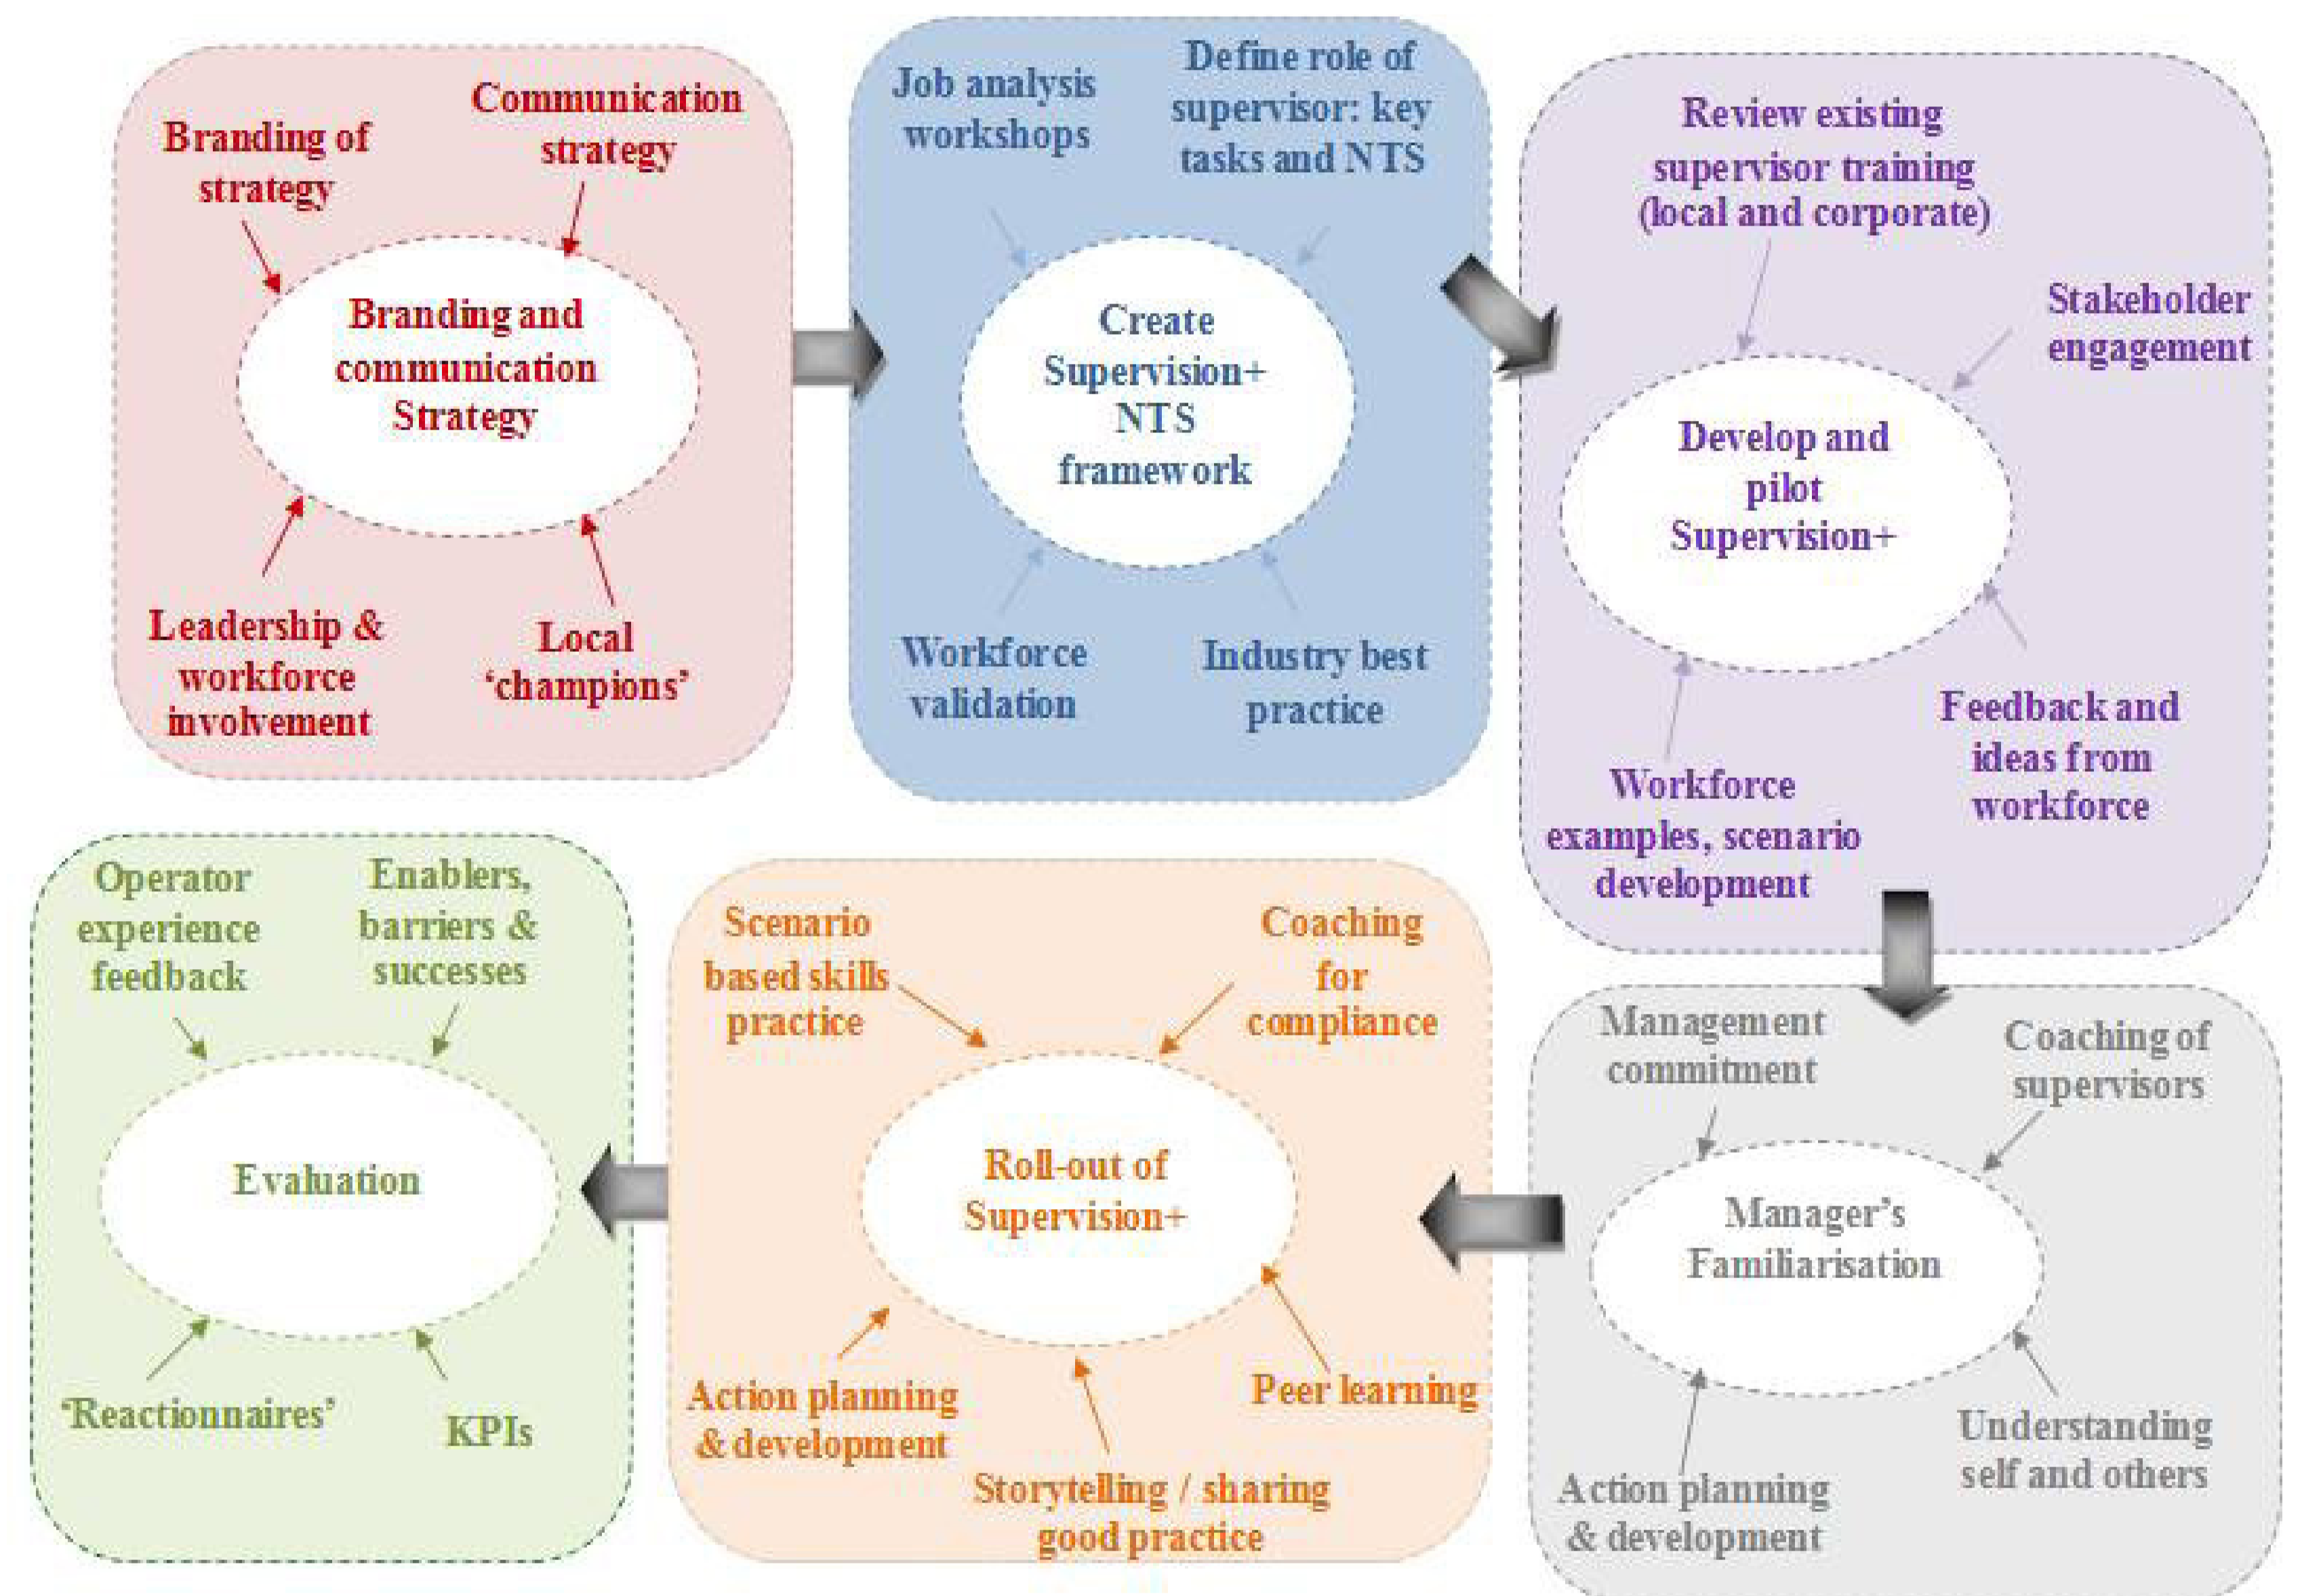 Branding of
strategy
Communication
strategy
Branding and
communication
Strategy
Leadership &
workforce
involvement
Local
‘champions’
Job analysis
workshops
Define role of
supervisor: key
tasks and NTS
Create
Supervision+
NTS
framework
Workforce
validation
Industry best
practice
Review existing
supervisor training
(local and corporate)
Stakeholder
engagement
Develop and
pilot
Supervision+
Workforce
examples, scenario
development
Feedback and
ideas from
workforce
Management
commitment
Coaching of
supervisors
Manager’s
Familiarisation
Action planning
& development
Understanding
self and others
Scenario
based skills
practice
Coaching
for
compliance
Roll-out of
Supervision+
Action planning
& development
Storytelling / sharing
good practice
Peer learning
Operator
experience
feedback
Enablers,
barriers &
successes
Evaluation
‘Reactionnaires’
KPIs